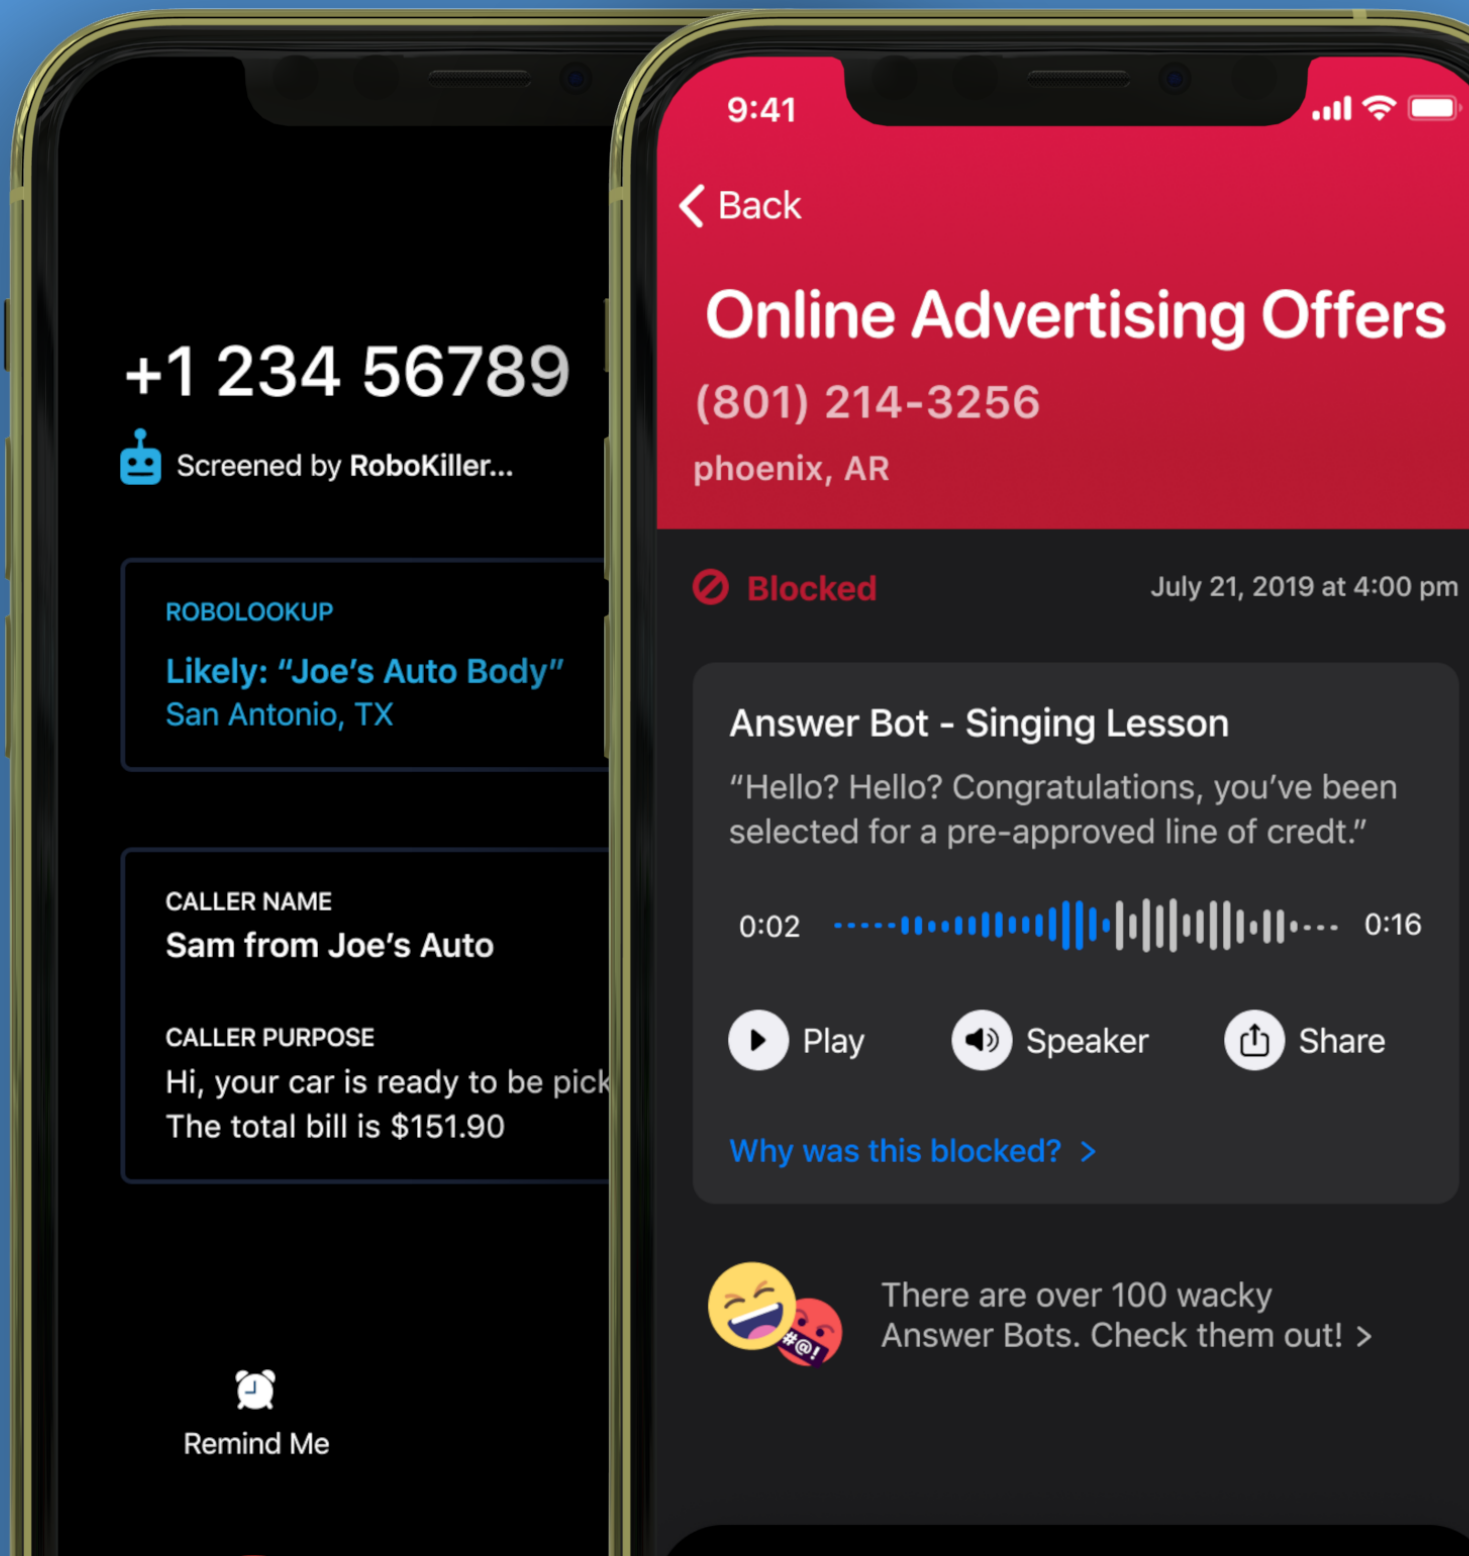 +1 234 56789
Screened by RoboKiller...
ROBOLOOKUP
Likely: “Joe’s Auto Body”
San Antonio, TX
CALLER NAME
Sam from Joe’s Auto
CALLER PURPOSE
Hi, your car is ready to be pick
The total bill is $151.90
Remind Me
9:41
Back
Online Advertising Offers
(801) 214-3256
phoenix, AR
Blocked
July 21, 2019 at 4:00 pm
Answer Bot - Singing Lesson
“Hello? Hello? Congratulations, you’ve been
selected for a pre-approved line of credt.”
0:02
0:16
Play
Speaker
Share
Why was this blocked? >
#@!
There are over 100 wacky
Answer Bots. Check them out! >